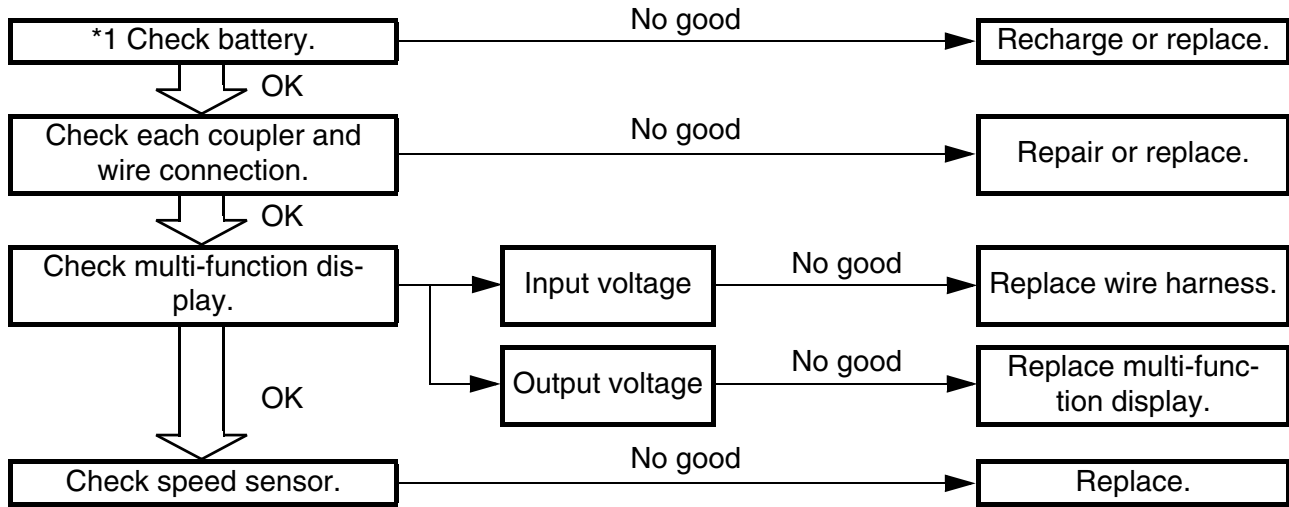 No good
*1 Check battery.
Recharge or replace.
OK
Check each coupler and
wire connection.
No good
Repair or replace.
OK
Check multi-function dis-
play.
Input voltage
No good
Replace wire harness.
Output voltage
No good
Replace multi-func-
tion display.
OK
Check speed sensor.
No good
Replace.